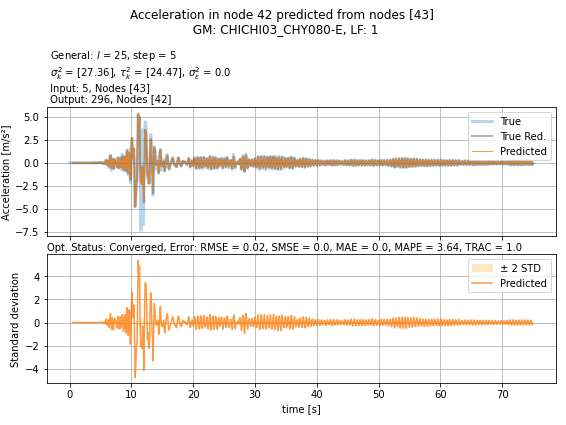 Acceleration in node 42 predicted from nodes [43]
GM: CHICHI03_CHY080-E, LF: 1
General: l = 25, step = 5
σ²ₖ = [27.36], τ²ₖ = [24.47], σ²ε = 0.0
Input: 5, Nodes [43]
Output: 296, Nodes [42]
Acceleration [m/s²]
5.0
2.5
0.0
−2.5
−5.0
−7.5
True
True Red.
Predicted
Opt. Status: Converged, Error: RMSE = 0.02, SMSE = 0.0, MAE = 0.0, MAPE = 3.64, TRAC = 1.0
Standard deviation
4
2
0
−2
−4
± 2 STD
Predicted
0 10 20 30 40 50 60 70
time [s]